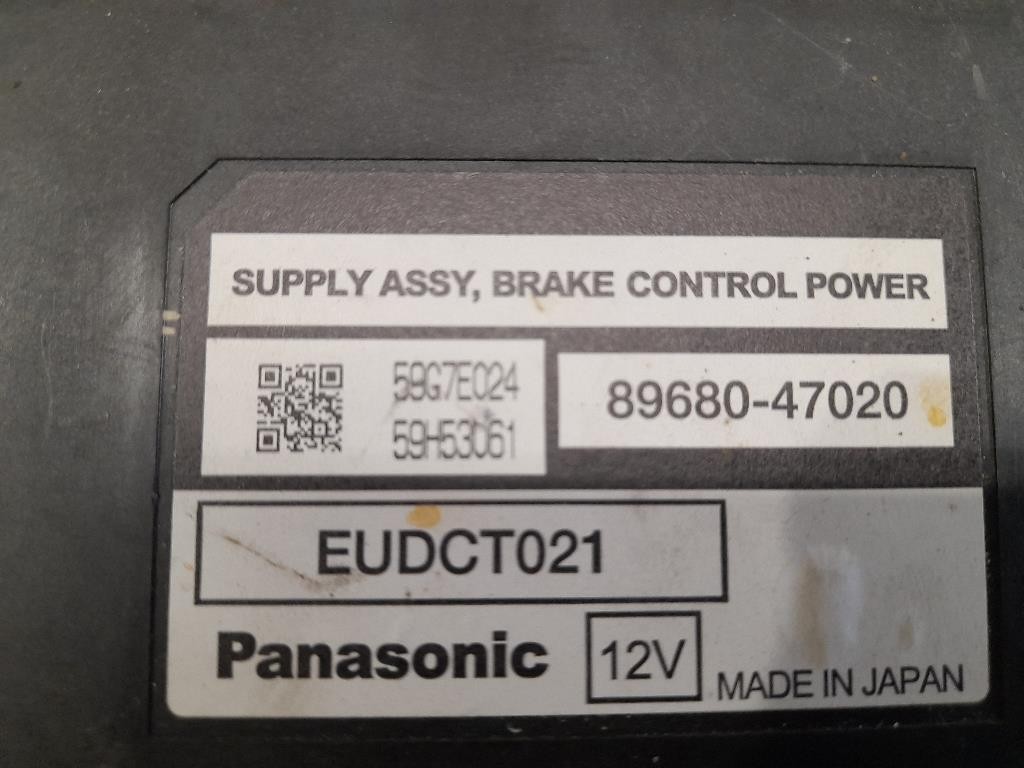 SUPPLY ASSY, BRAKE CONTROL POWER
59G7E024
59H53061
89680-47020
EUDCT021
Panasonic
12V
MADE IN JAPAN